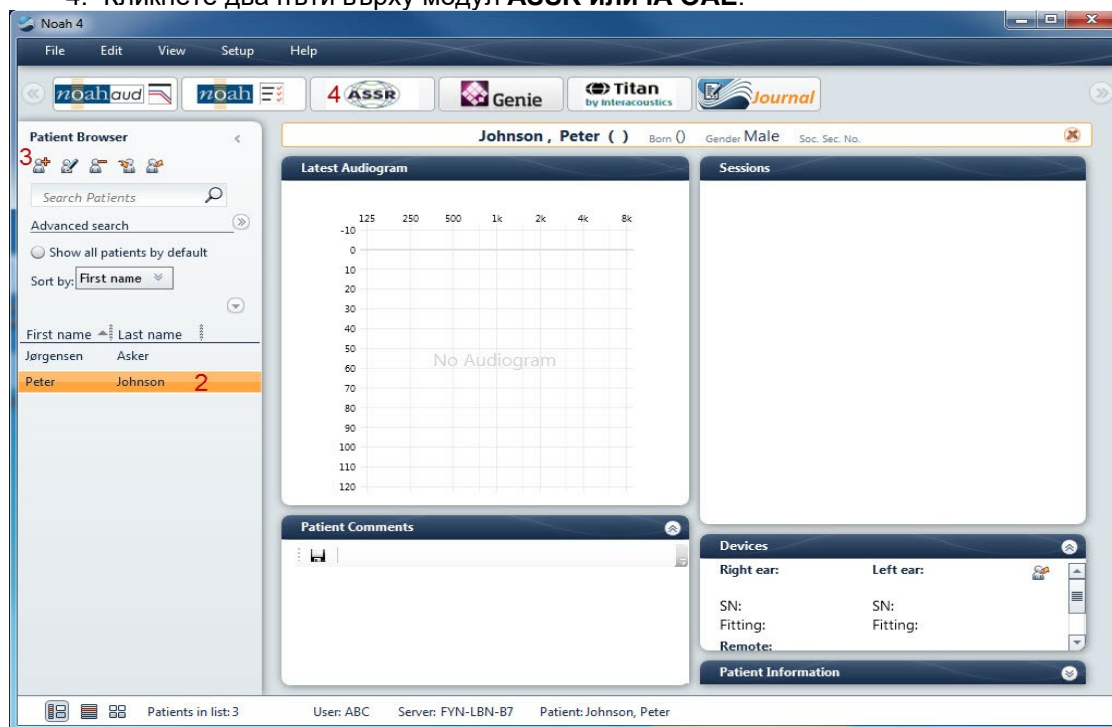 4. Кликнете два пъти върху модул ASSR или IA OAE.
Noah 4
File Edit View Setup Help
noah aud noah 4 ASSR Genie Titan by Interacoustics Journal
Patient Browser
3
Search Patients
Advanced search
Show all patients by default
Sort by: First name
First name Last name
Jørgensen Asker
Peter Johnson 2
Johnson , Peter ( ) Born () Gender Male Soc. Sec. No.
Latest Audiogram
125 250 500 1k 2k 4k 8k
-10
0
10
20
30
40
50
60
70
80
90
100
110
120
No Audiogram
Patient Comments
Sessions
Devices
Right ear: Left ear:
SN: SN:
Fitting: Fitting:
Remote:
Patient Information
Patients in list: 3 User: ABC Server: FYN-LBN-B7 Patient: Johnson, Peter